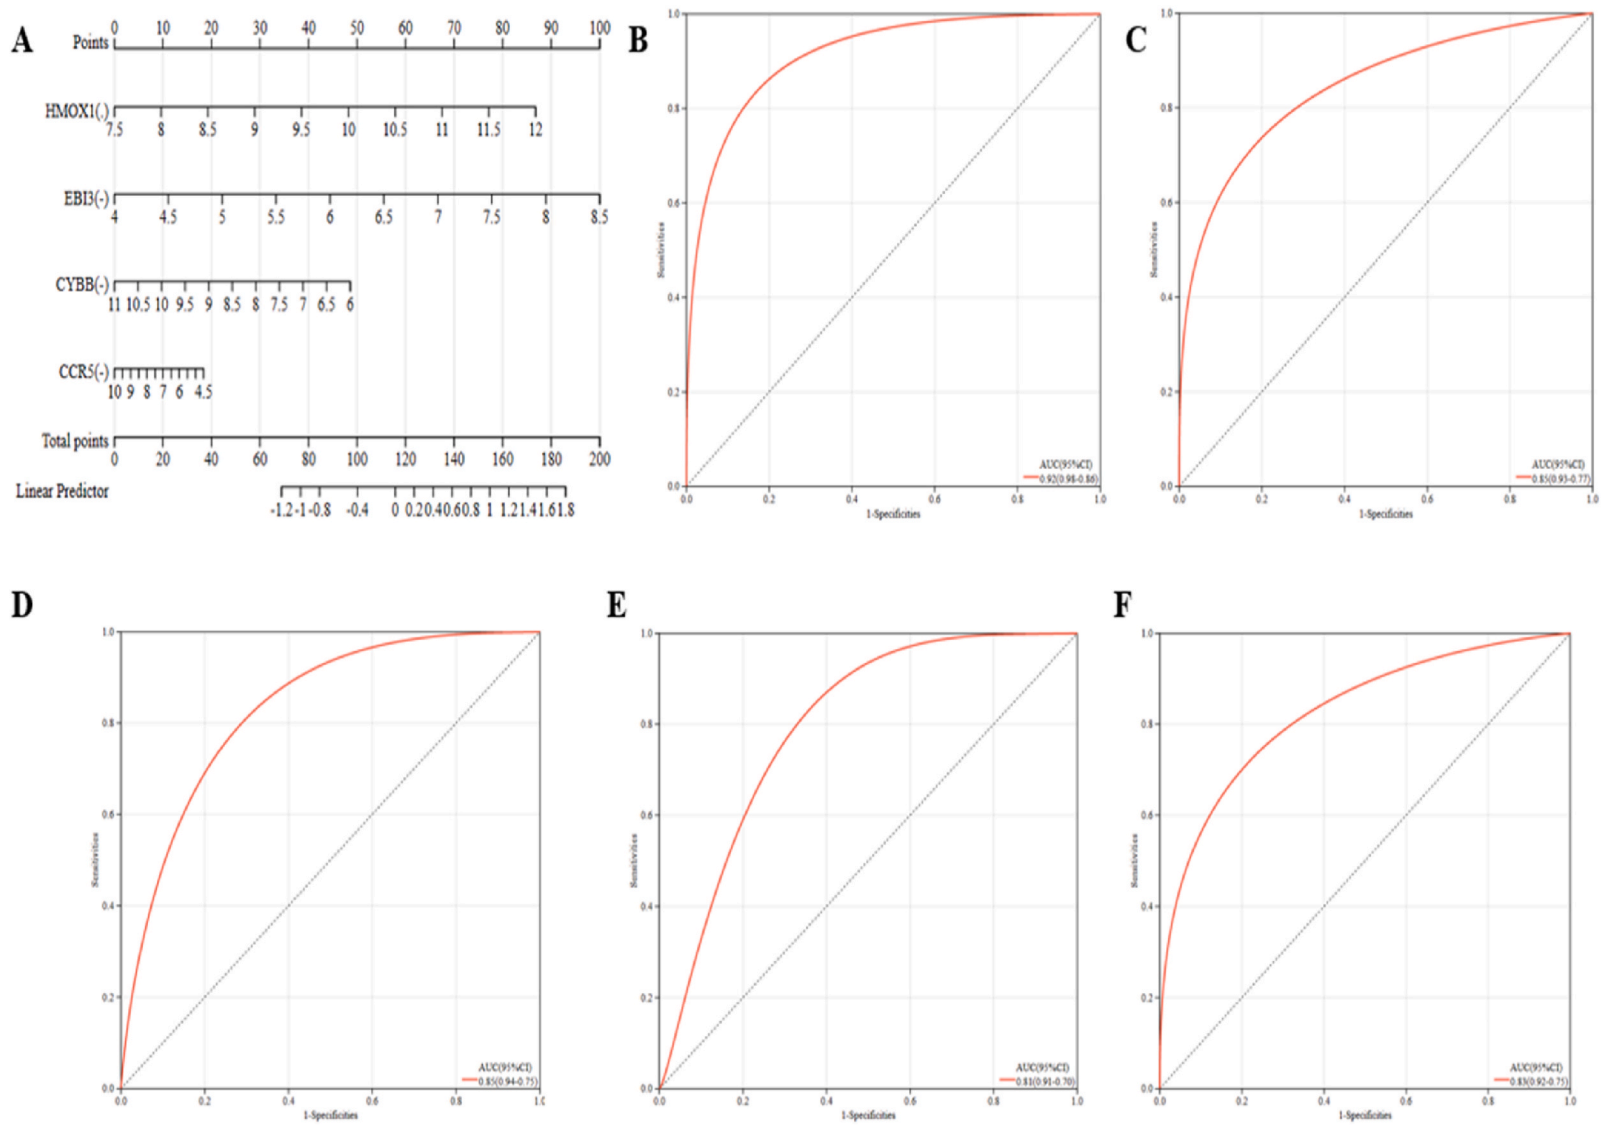 A
Points
0 10 20 30 40 50 60 70 80 90 100
HMOX1(.)
7.5 8 8.5 9 9.5 10 10.5 11 11.5 12
EBI3(-)
4 4.5 5 5.5 6 6.5 7 7.5 8 8.5
CYBB(-)
11 10.5 10 9.5 9 8.5 8 7.5 7 6.5 6
CCR5(-)
10 9 8 7 6 4.5
Total points
0 20 40 60 80 100 120 140 160 180 200
Linear Predictor
-1.2 -1 -0.8 -0.4 0 0.2 0.4 0.6 0.8 1 1.2 1.4 1.6 1.8
B
1.0
0.8
0.6
0.4
0.2
0.0
Sensitivities
AUC(95%CI)
0.92(0.98-0.86)
0.0 0.2 0.4 0.6 0.8 1.0
1-Specificities
C
1.0
0.8
0.6
0.4
0.2
0.0
Sensitivities
AUC(95%CI)
0.85(0.93-0.77)
0.0 0.2 0.4 0.6 0.8 1.0
1-Specificities
D
1.0
0.8
0.6
0.4
0.2
0.0
Sensitivities
AUC(95%CI)
0.85(0.94-0.75)
0.0 0.2 0.4 0.6 0.8 1.0
1-Specificities
E
1.0
0.8
0.6
0.4
0.2
0.0
Sensitivities
AUC(95%CI)
0.81(0.91-0.70)
0.0 0.2 0.4 0.6 0.8 1.0
1-Specificities
F
1.0
0.8
0.6
0.4
0.2
0.0
Sensitivities
AUC(95%CI)
0.83(0.92-0.75)
0.0 0.2 0.4 0.6 0.8 1.0
1-Specificities